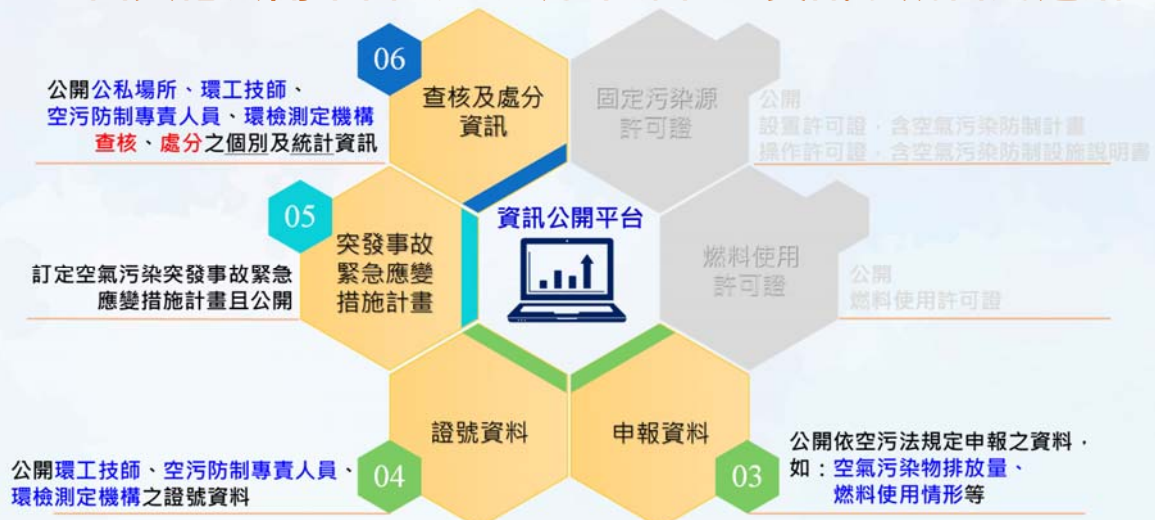 06
公開公私場所、環工技師、
空污防制專責人員、環檢測定機構
查核、處分之個別及統計資訊
查核及處分
資訊
固定污染源
許可證
公開
設置許可證，含空氣污染防制計畫
操作許可證，含空氣污染防制設施說明書
05
訂定空氣污染突發事故緊急
應變措施計畫且公開
突發事故
緊急應變
措施計畫
資訊公開平台
燃料使用
許可證
公開
燃料使用許可證
證號資料
04
公開環工技師、空污防制專責人員、
環檢測定機構之證號資料
申報資料
03
公開依空污法規定申報之資料，
如：空氣污染物排放量、
燃料使用情形等